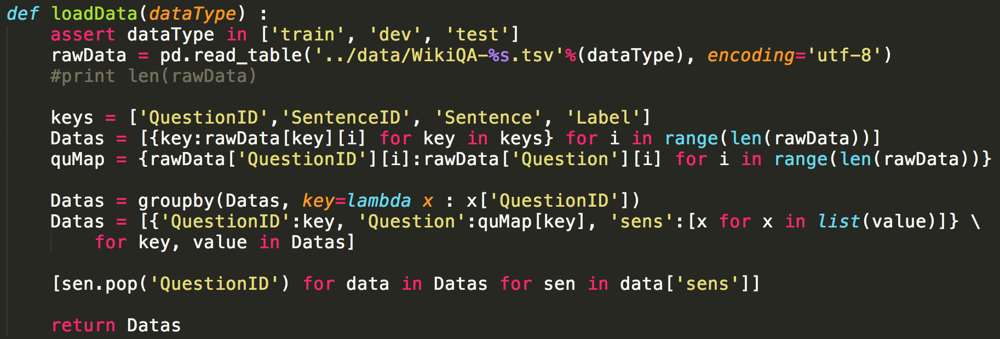 def loadData(dataType) :
    assert dataType in ['train', 'dev', 'test']
    rawData = pd.read_table('../data/WikiQA-%s.tsv'%(dataType), encoding='utf-8')
    #print len(rawData)

    keys = ['QuestionID','SentenceID', 'Sentence', 'Label']
    Datas = [{key:rawData[key][i] for key in keys} for i in range(len(rawData))]
    quMap = {rawData['QuestionID'][i]:rawData['Question'][i] for i in range(len(rawData))}

    Datas = groupby(Datas, key=lambda x : x['QuestionID'])
    Datas = [{'QuestionID':key, 'Question':quMap[key], 'sens':[x for x in list(value)]} \
        for key, value in Datas]

    [sen.pop('QuestionID') for data in Datas for sen in data['sens']]

    return Datas